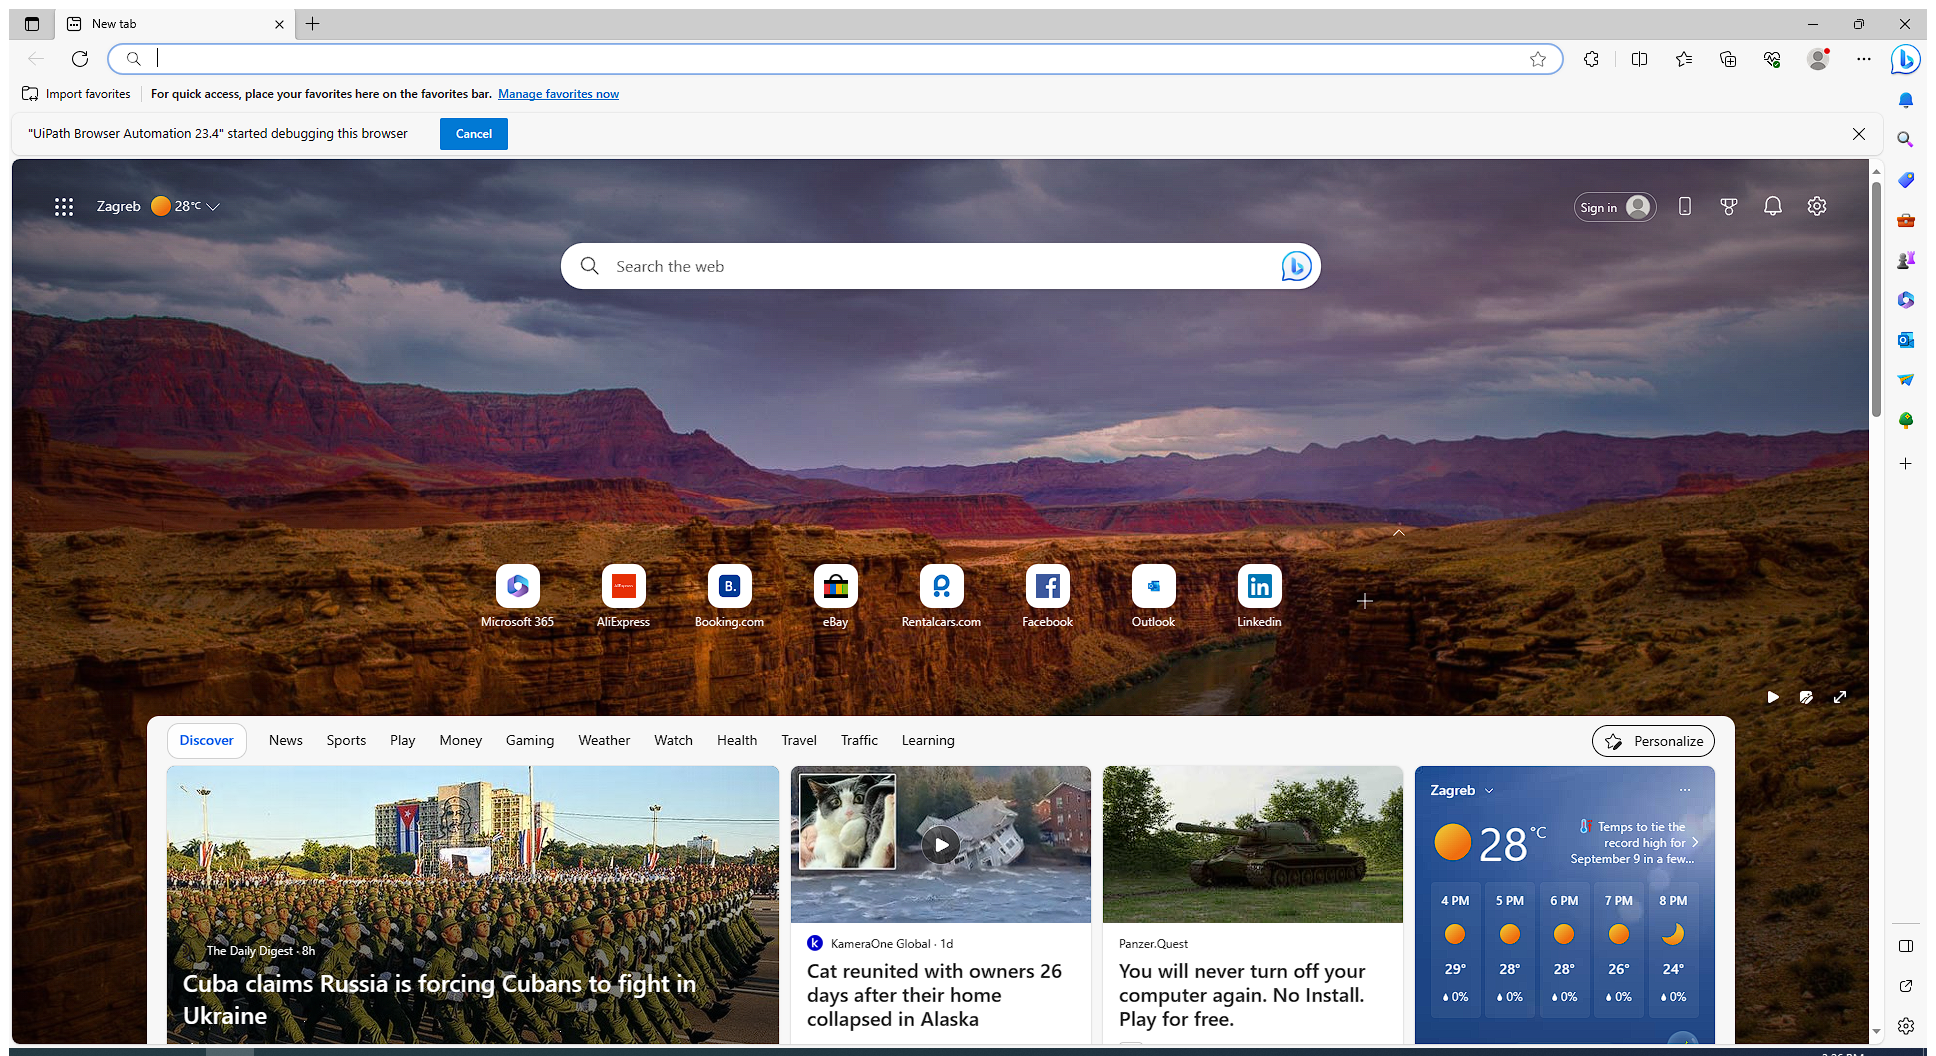 New tab
Import favorites
For quick access, place your favorites here on the favorites bar. Manage favorites now
"UiPath Browser Automation 23.4" started debugging this browser
Cancel
Zagreb 28°C
Sign in
Search the web
Microsoft 365
AliExpress
Booking.com
eBay
Rentalcars.com
Facebook
Outlook
Linkedin
Discover
News
Sports
Play
Money
Gaming
Weather
Watch
Health
Travel
Traffic
Learning
Personalize
The Daily Digest · 8h
Cuba claims Russia is forcing Cubans to fight in
Ukraine
KameraOne Global · 1d
Cat reunited with owners 26
days after their home
collapsed in Alaska
Panzer.Quest
You will never turn off your
computer again. No Install.
Play for free.
Zagreb
28°C
Temps to tie the
record high for
September 9 in a few...
4 PM 5 PM 6 PM 7 PM 8 PM
29° 28° 28° 26° 24°
0% 0% 0% 0% 0%